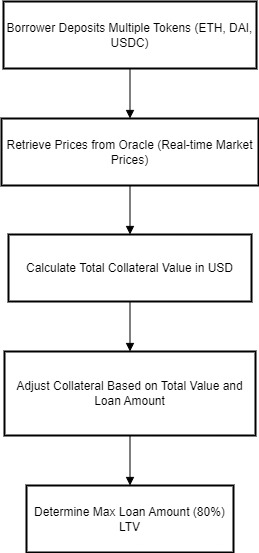 Borrower Deposits Multiple Tokens (ETH, DAI,
USDC)
Retrieve Prices from Oracle (Real-time Market
Prices)
Calculate Total Collateral Value in USD
Adjust Collateral Based on Total Value and
Loan Amount
Determine Max Loan Amount (80%)
LTV